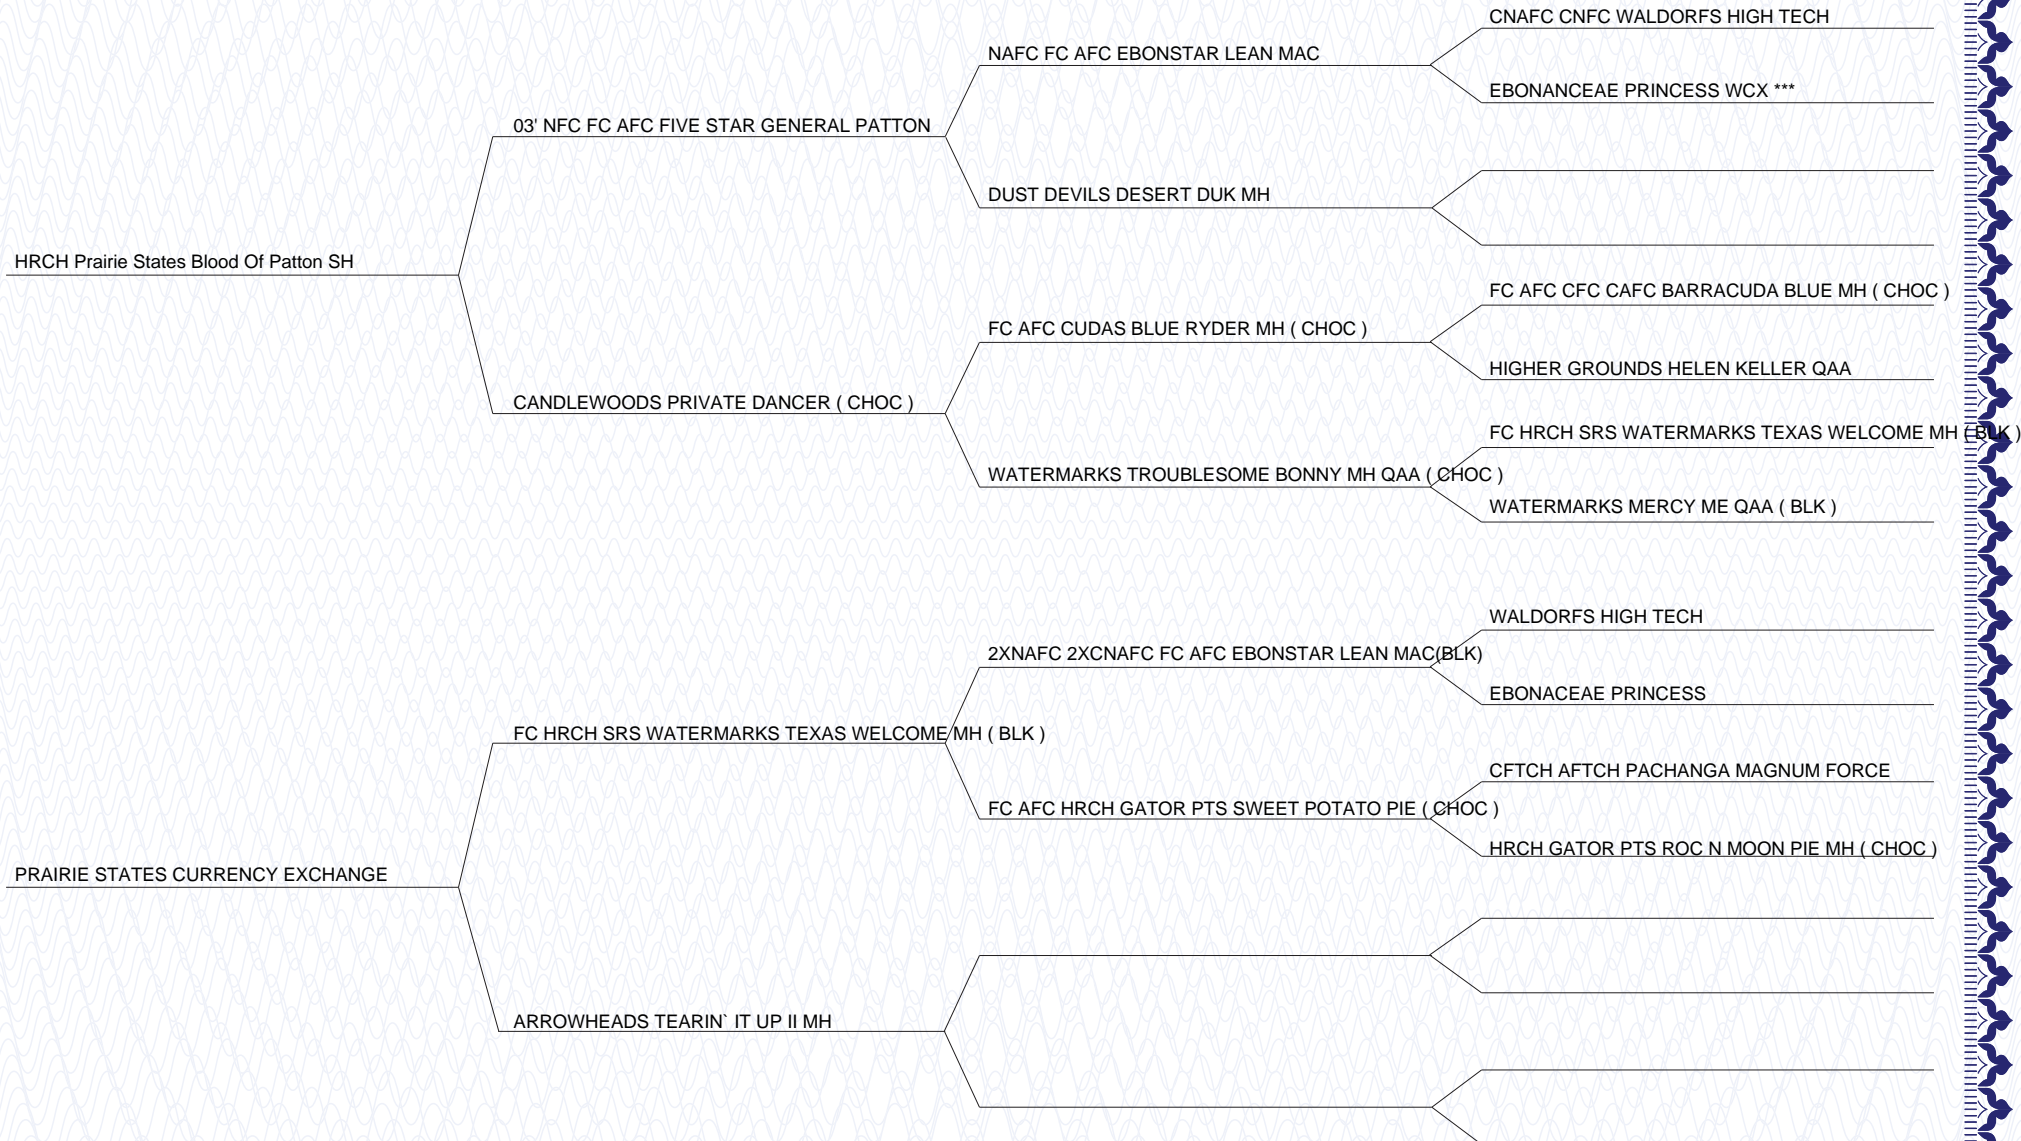 CNAFC CNFC WALDORFS HIGH TECH
NAFC FC AFC EBONSTAR LEAN MAC
EBONANCEAE PRINCESS WCX ***
03' NFC FC AFC FIVE STAR GENERAL PATTON
DUST DEVILS DESERT DUK MH
HRCH Prairie States Blood Of Patton SH
FC AFC CFC CAFC BARRACUDA BLUE MH ( CHOC )
FC AFC CUDAS BLUE RYDER MH ( CHOC )
HIGHER GROUNDS HELEN KELLER QAA
CANDLEWOODS PRIVATE DANCER ( CHOC )
FC HRCH SRS WATERMARKS TEXAS WELCOME MH ( BLK )
WATERMARKS TROUBLESOME BONNY MH QAA ( CHOC )
WATERMARKS MERCY ME QAA ( BLK )
WALDORFS HIGH TECH
2XNAFC 2XCNAFC FC AFC EBONSTAR LEAN MAC(BLK)
EBONACEAE PRINCESS
FC HRCH SRS WATERMARKS TEXAS WELCOME MH ( BLK )
CFTCH AFTCH PACHANGA MAGNUM FORCE
FC AFC HRCH GATOR PTS SWEET POTATO PIE ( CHOC )
HRCH GATOR PTS ROC N MOON PIE MH ( CHOC )
PRAIRIE STATES CURRENCY EXCHANGE
ARROWHEADS TEARIN` IT UP II MH